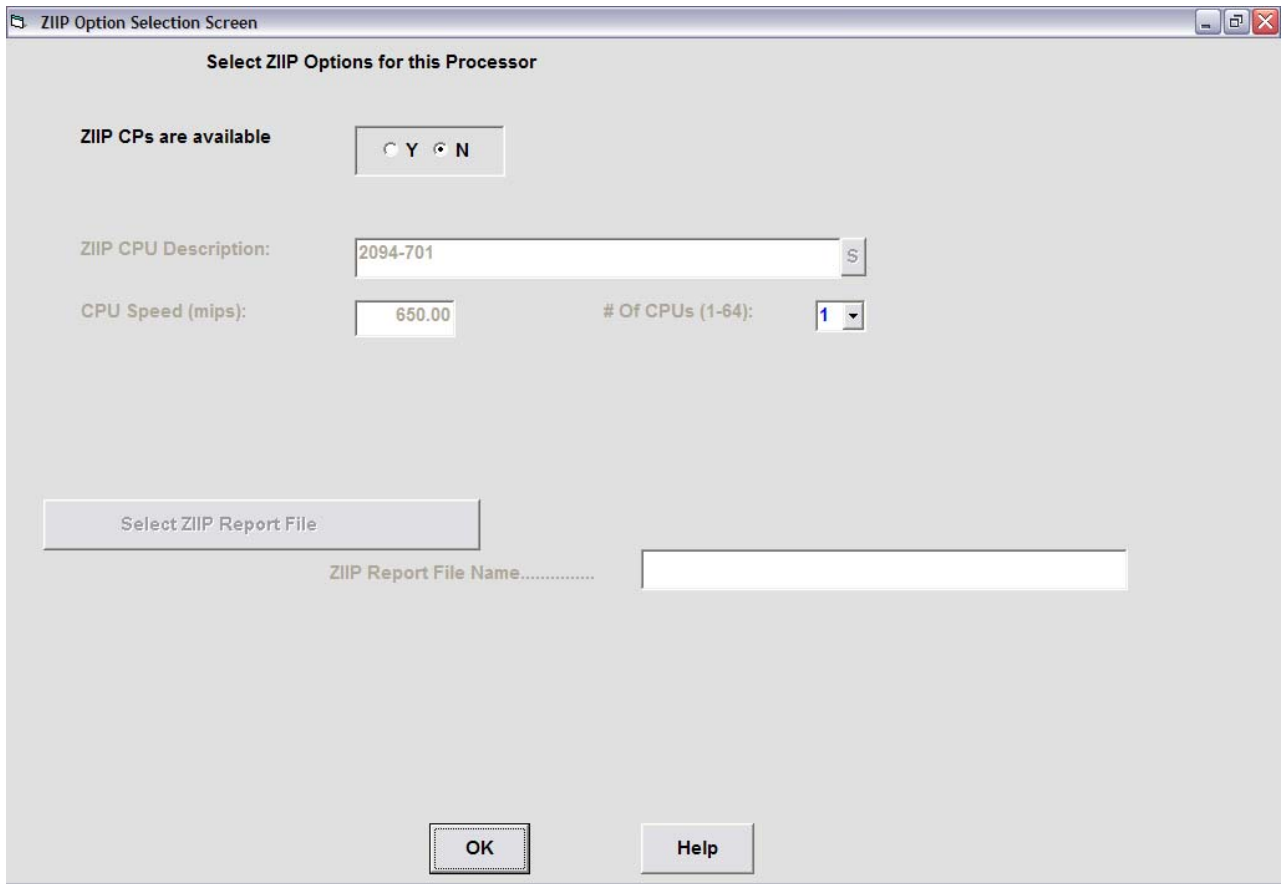 ZIIP Option Selection Screen
Select ZIIP Options for this Processor
ZIIP CPs are available
Y N
ZIIP CPU Description:
2094-701
S
CPU Speed (mips):
650.00
# Of CPUs (1-64):
1
Select ZIIP Report File
ZIIP Report File Name...............
OK
Help